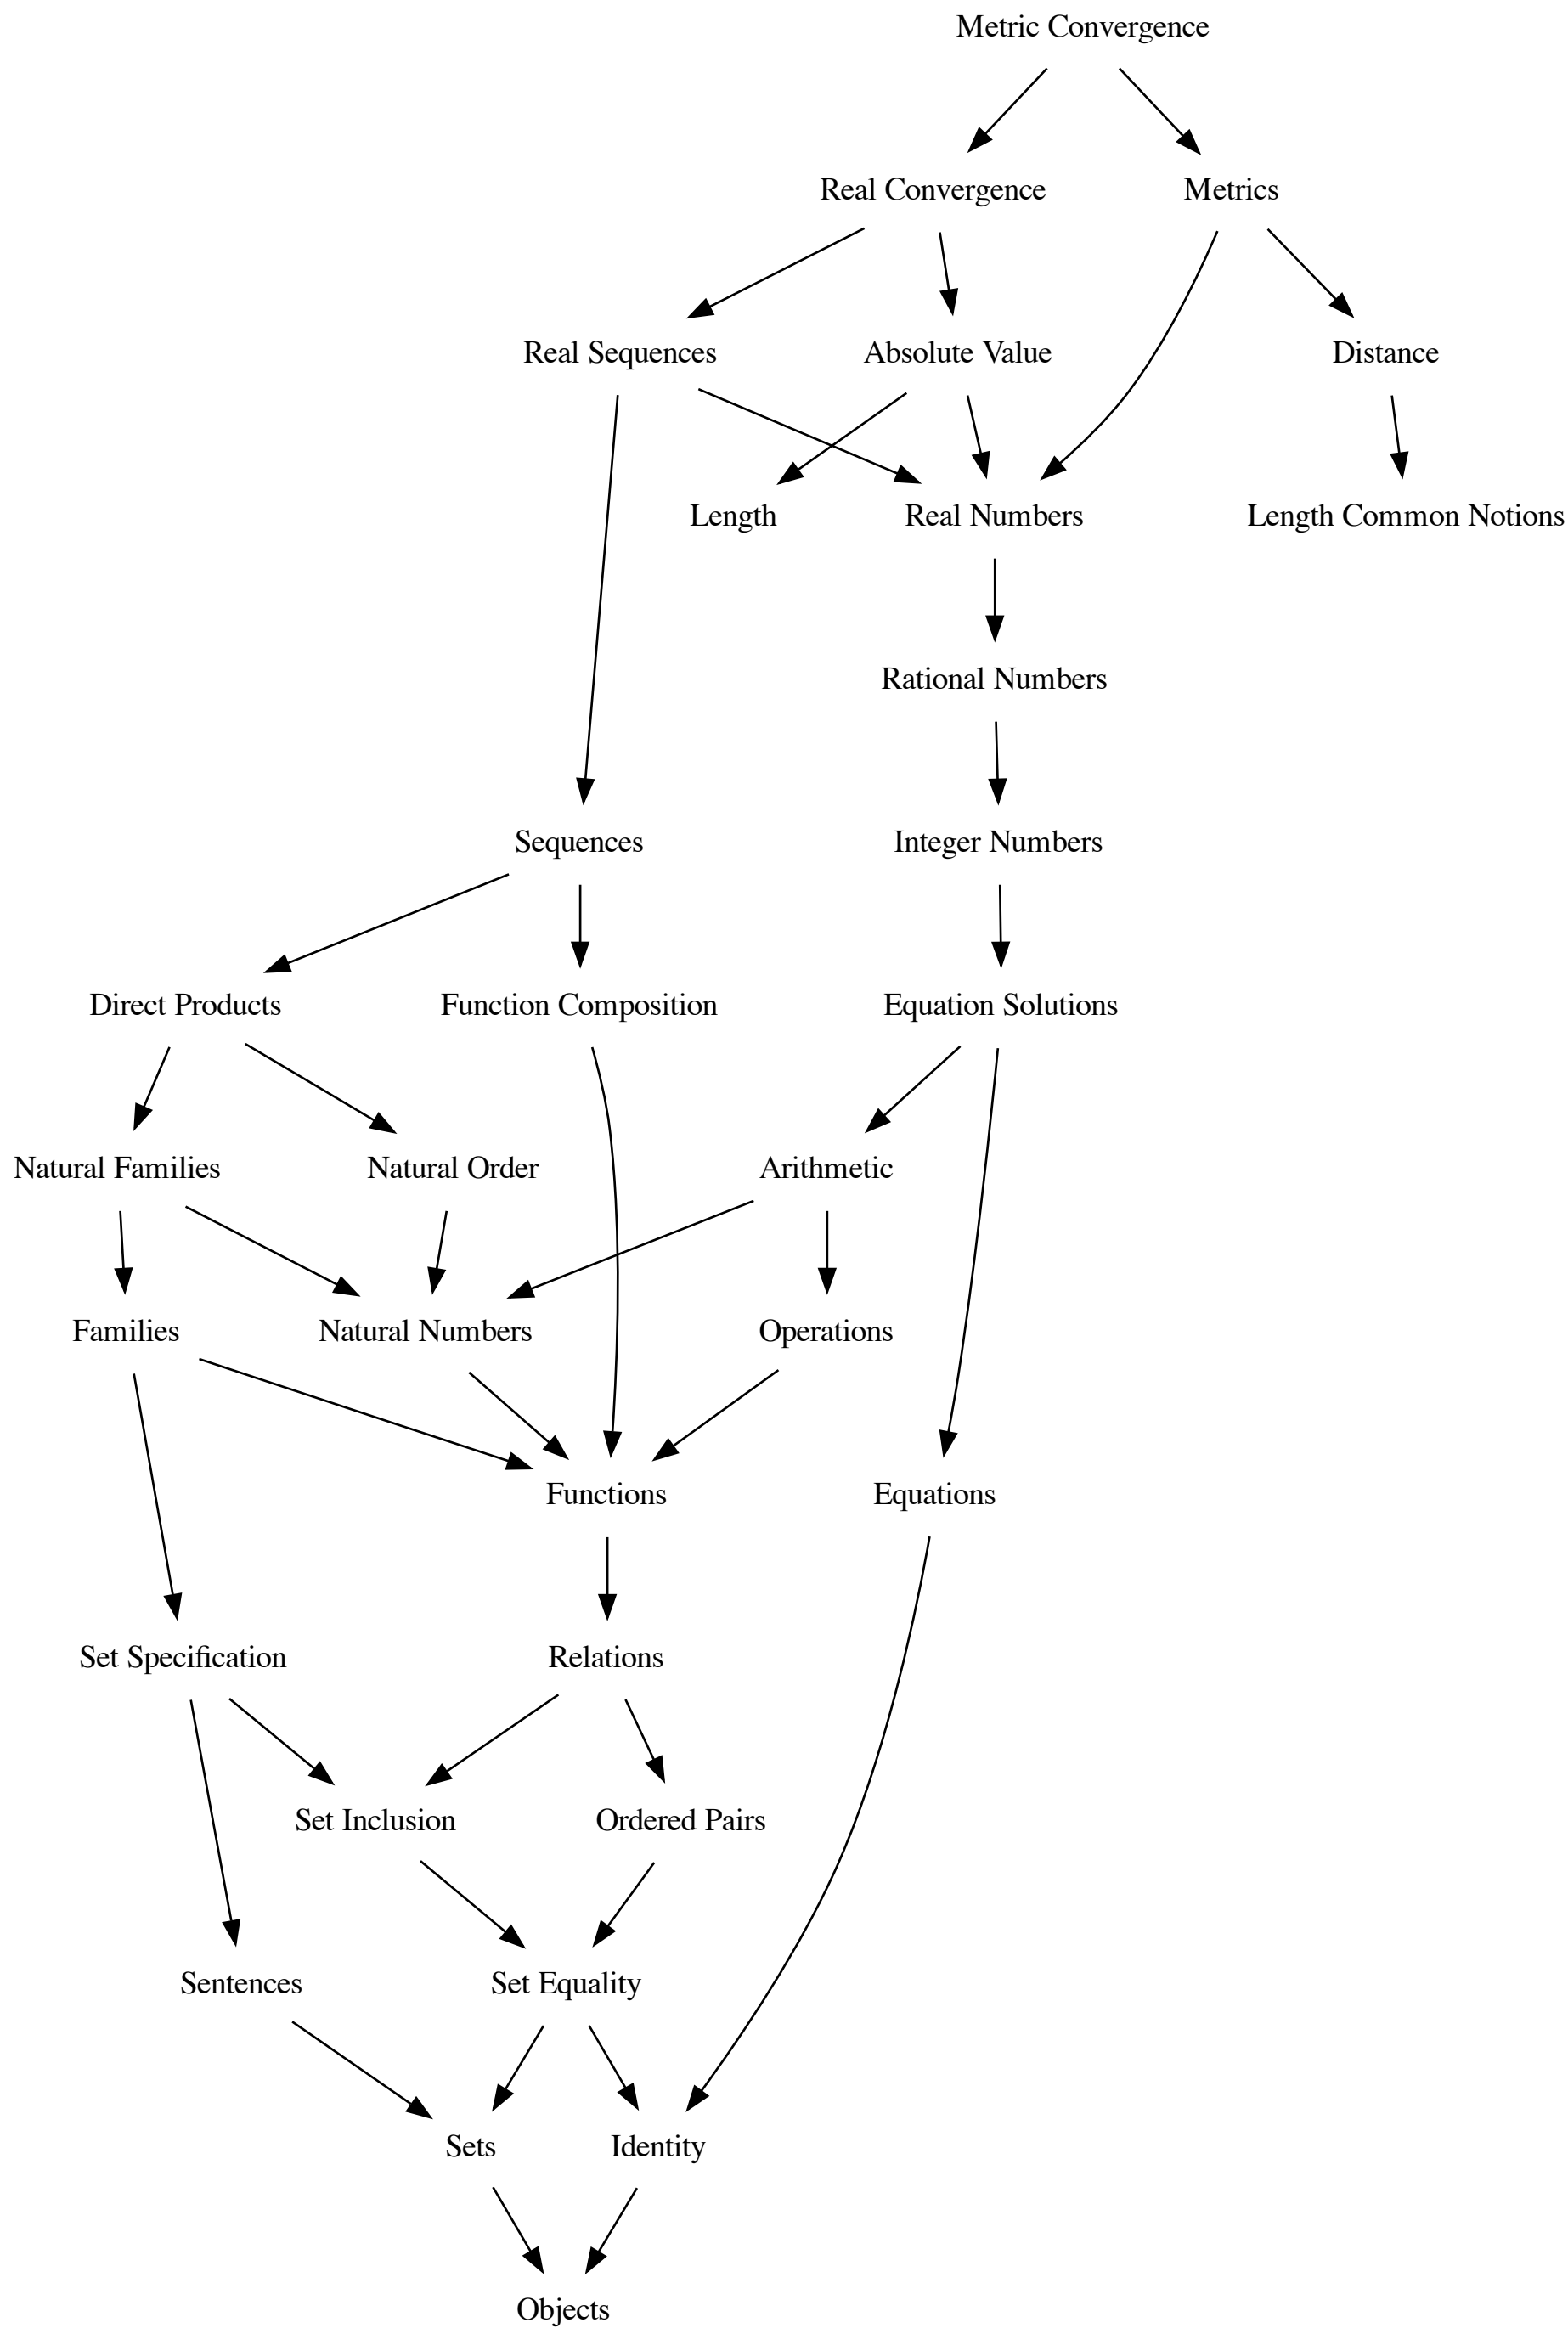 Metric Convergence
Real Convergence
Metrics
Real Sequences
Absolute Value
Distance
Length
Real Numbers
Length Common Notions
Rational Numbers
Sequences
Integer Numbers
Direct Products
Function Composition
Equation Solutions
Natural Families
Natural Order
Arithmetic
Families
Natural Numbers
Operations
Functions
Equations
Set Specification
Relations
Set Inclusion
Ordered Pairs
Sentences
Set Equality
Sets
Identity
Objects